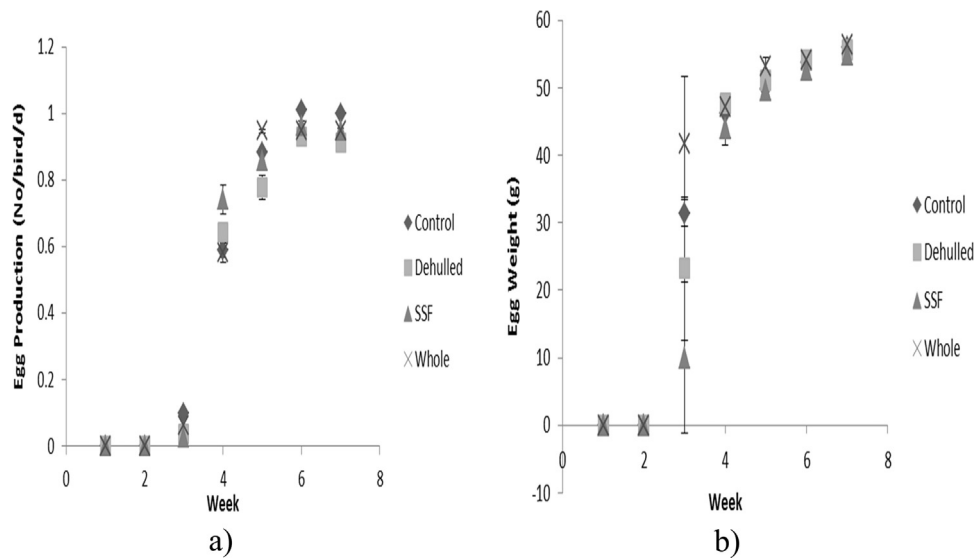 Egg Production (No/bird/d)
1.2
1
0.8
0.6
0.4
0.2
0
0 2 4 6 8
Week
Control
Dehulled
SSF
Whole
a)
Egg Weight (g)
60
50
40
30
20
10
0
-10
0 2 4 6 8
Week
Control
Dehulled
SSF
Whole
b)